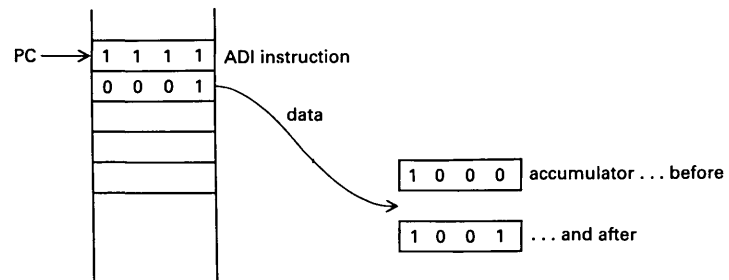 PC 1 1 1 1 ADI instruction
0 0 0 1
data
1 0 0 0 accumulator . . . before
1 0 0 1 . . . and after